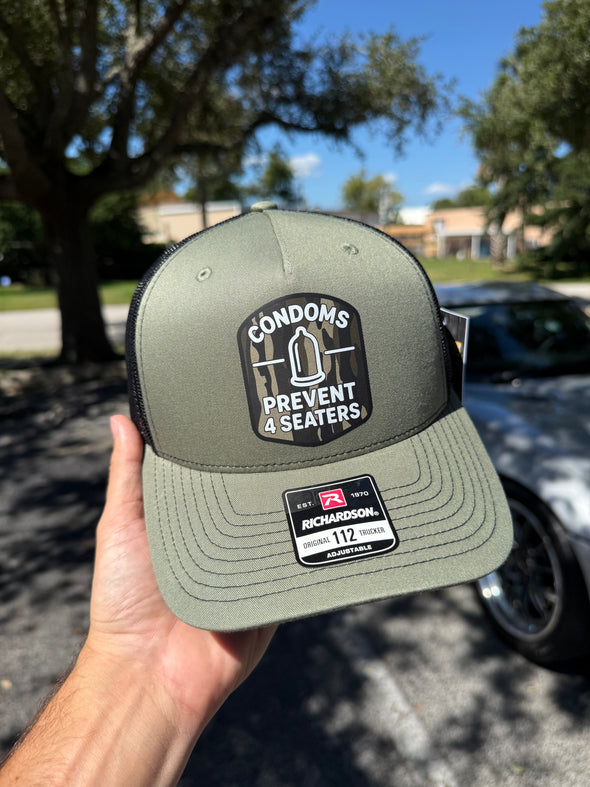 CONDOMS
PREVENT
4 SEATERS
EST. R 1970
RICHARDSON®
ORIGINAL 112 TRUCKER
ADJUSTABLE